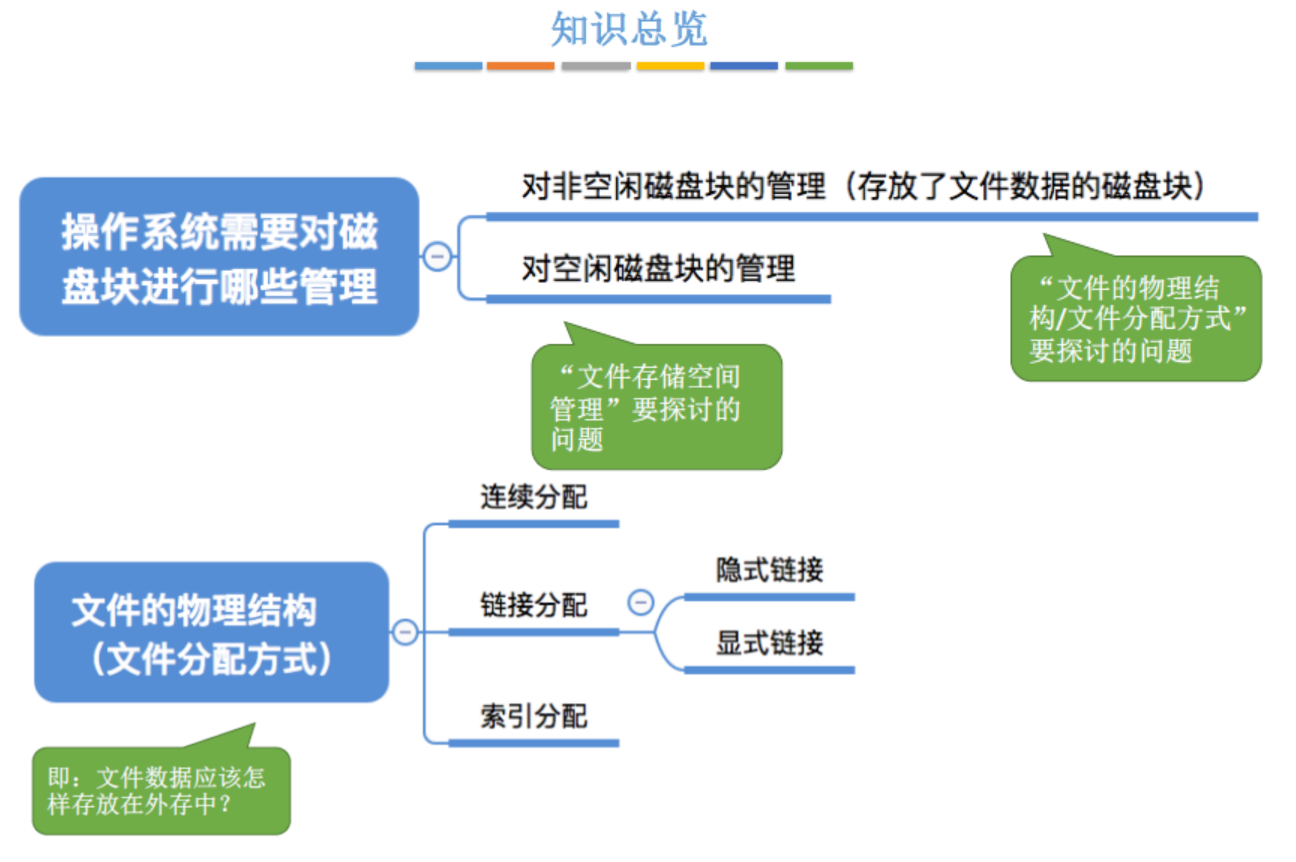 知识总览
操作系统需要对磁
盘块进行哪些管理
对非空闲磁盘块的管理（存放了文件数据的磁盘块）
对空闲磁盘块的管理
“文件的物理结
构/文件分配方式”
要探讨的问题
“文件存储空间
管理”要探讨的
问题
文件的物理结构
（文件分配方式）
连续分配
链接分配
隐式链接
显式链接
索引分配
即：文件数据应该怎
样存放在外存中？